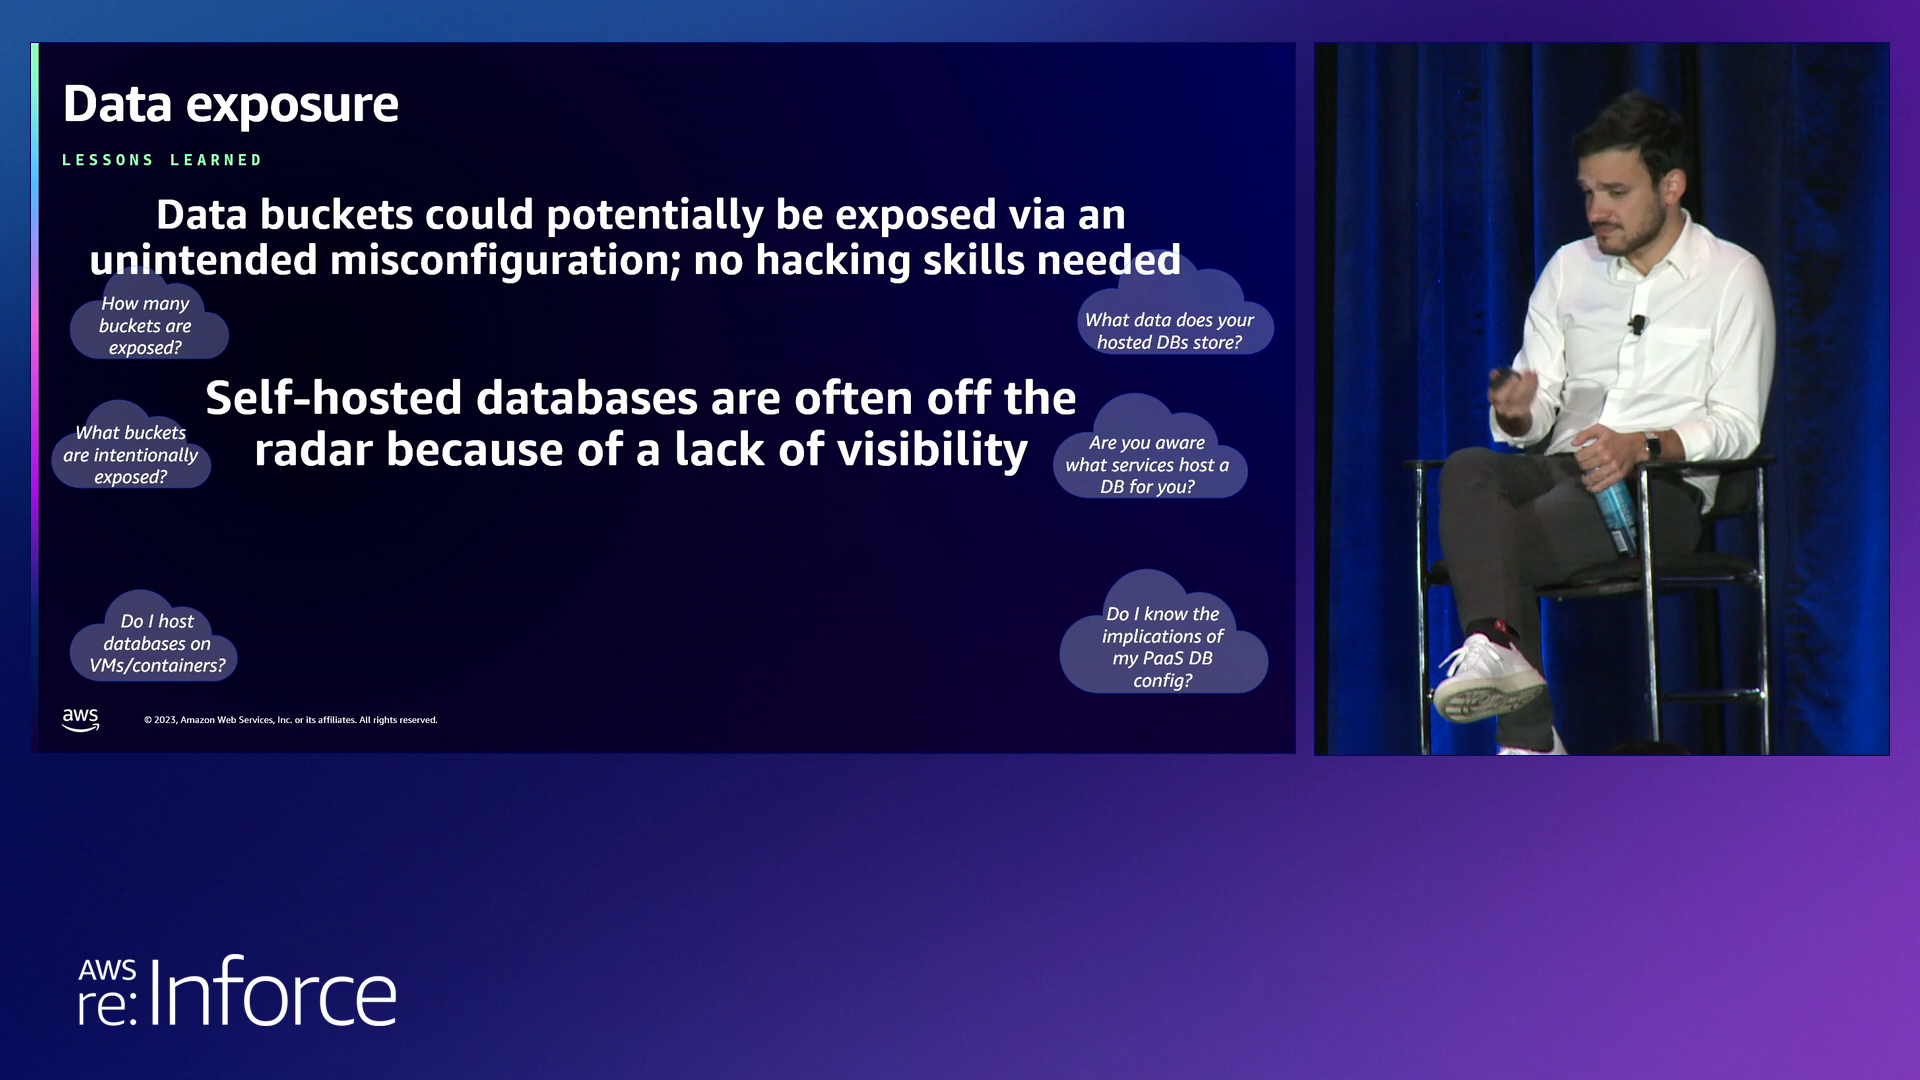 Data exposure
LESSONS LEARNED
Data buckets could potentially be exposed via an
unintended misconfiguration; no hacking skills needed
How many
buckets are
exposed?
What data does your
hosted DBs store?
Self-hosted databases are often off the
radar because of a lack of visibility
What buckets
are intentionally
exposed?
Are you aware
what services host a
DB for you?
Do I host
databases on
VMs/containers?
Do I know the
implications of
my PaaS DB
config?
aws
© 2023, Amazon Web Services, Inc. or its affiliates. All rights reserved.
AWS
re:Inforce